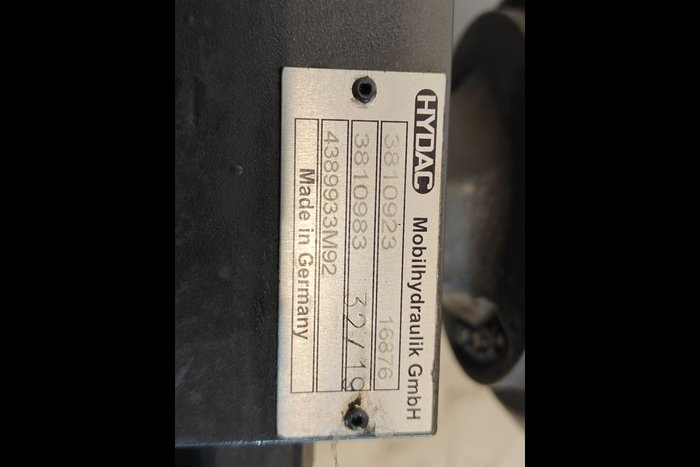 HYDAC Mobilhydraulik GmbH
3810923 16876
3810983 32/19
4389933M92
Made in Germany